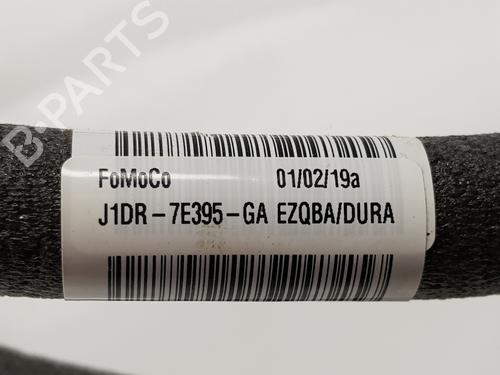 B-PARTS
FoMoCo 01/02/19a
J1DR-7E395-GA EZQBA/DURA